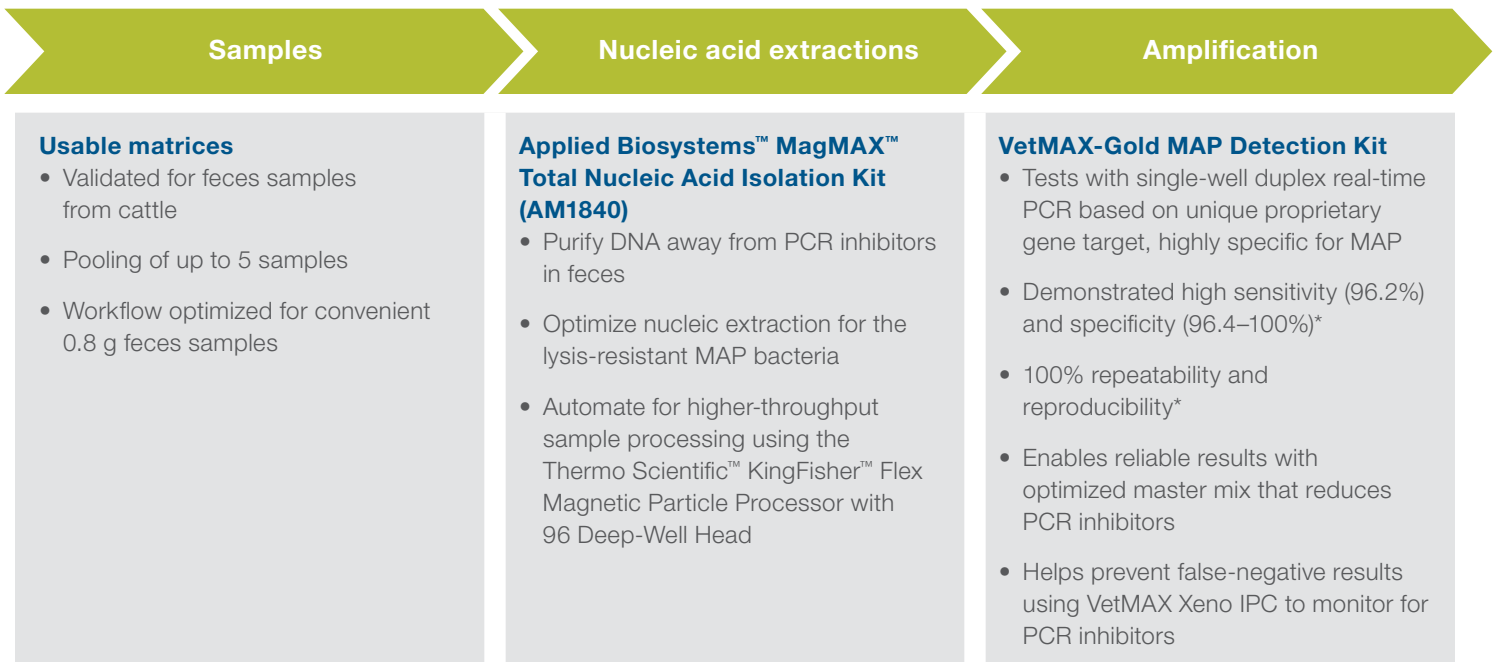 Samples
Nucleic acid extractions
Amplification
Usable matrices
• Validated for feces samples
from cattle
• Pooling of up to 5 samples
• Workflow optimized for convenient
0.8 g feces samples
Applied Biosystems™ MagMAX™
Total Nucleic Acid Isolation Kit
(AM1840)
• Purify DNA away from PCR inhibitors
in feces
• Optimize nucleic extraction for the
lysis-resistant MAP bacteria
• Automate for higher-throughput
sample processing using the
Thermo Scientific™ KingFisher™ Flex
Magnetic Particle Processor with
96 Deep-Well Head
VetMAX-Gold MAP Detection Kit
• Tests with single-well duplex real-time
PCR based on unique proprietary
gene target, highly specific for MAP
• Demonstrated high sensitivity (96.2%)
and specificity (96.4–100%)*
• 100% repeatability and
reproducibility*
• Enables reliable results with
optimized master mix that reduces
PCR inhibitors
• Helps prevent false-negative results
using VetMAX Xeno IPC to monitor for
PCR inhibitors